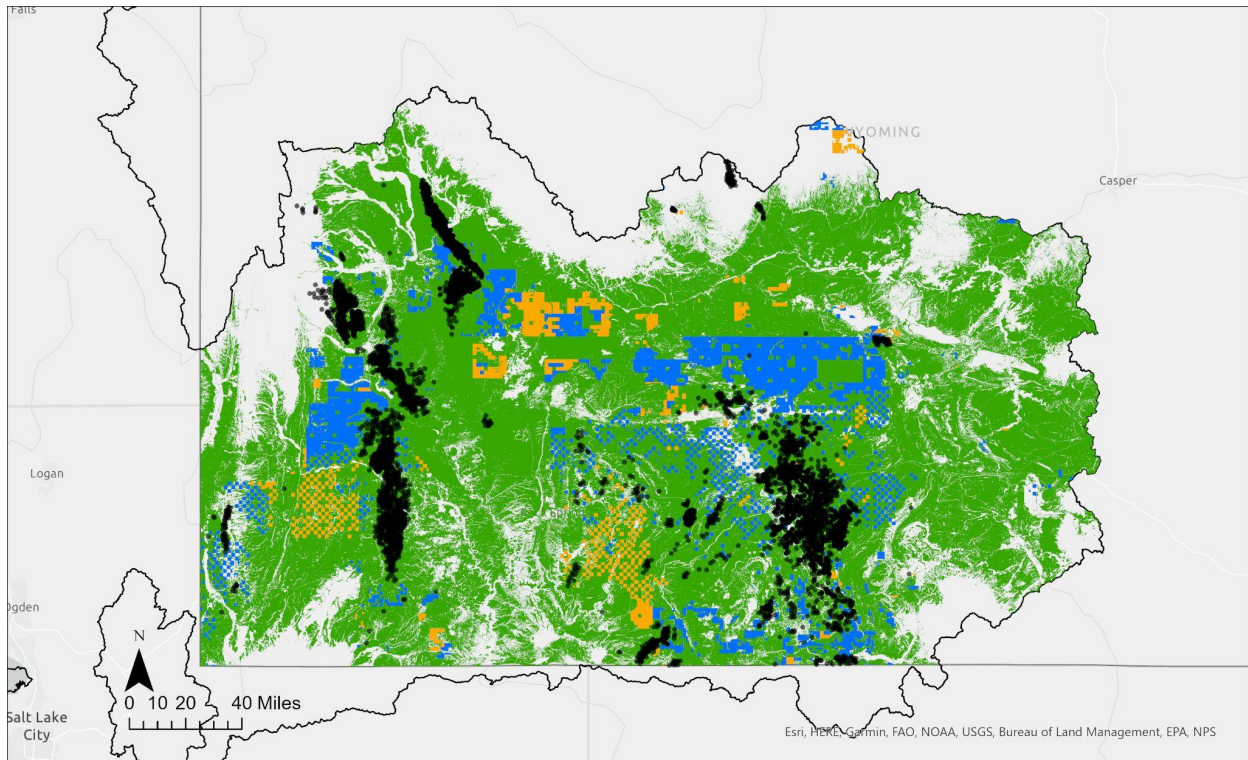 Falls
WYOMING
Casper
Logan
Ogden
N
0 10 20 40 Miles
Salt Lake
City
Esri, HERE, Garmin, FAO, NOAA, USGS, Bureau of Land Management, EPA, NPS